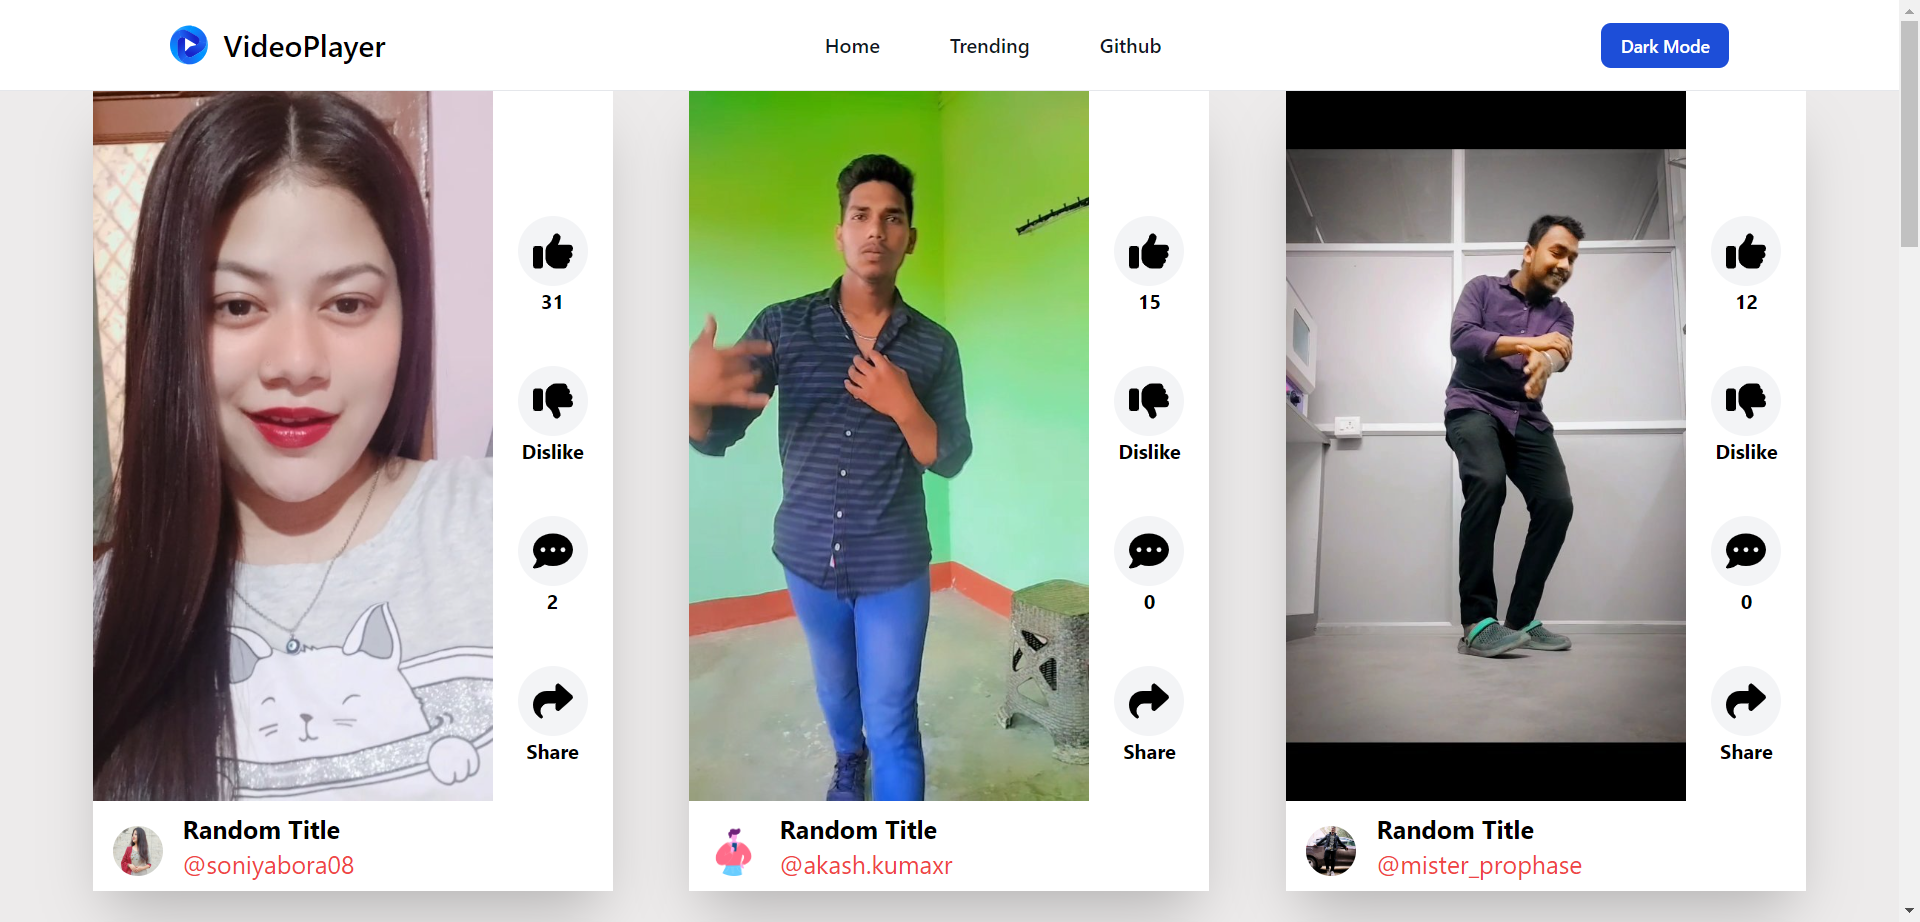 VideoPlayer
Home
Trending
Github
Dark Mode
31
Dislike
2
Share
Random Title
@soniyabora08
15
Dislike
0
Share
Random Title
@akash.kumaxr
12
Dislike
0
Share
Random Title
@mister_prophase